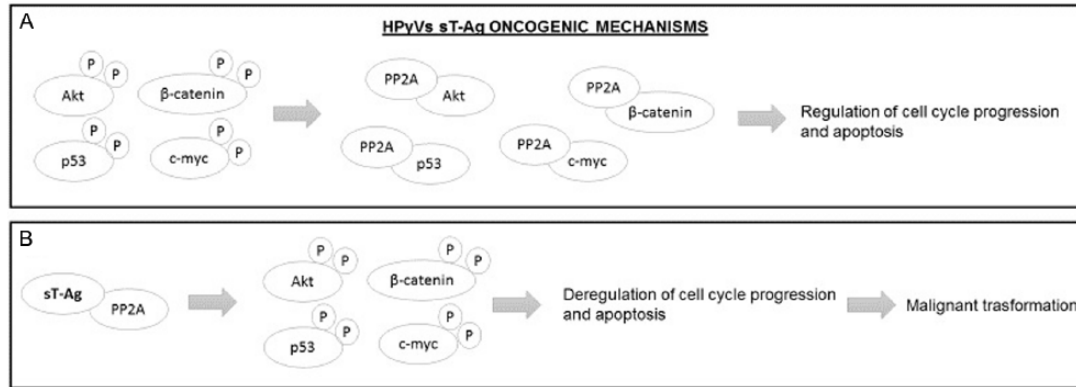 A
HPyVs sT-Ag ONCOGENIC MECHANISMS
P P
Akt
P P
β-catenin
P P
p53
P P
c-myc
PP2A
Akt
PP2A
β-catenin
PP2A
p53
PP2A
c-myc
Regulation of cell cycle progression
and apoptosis
B
sT-Ag
PP2A
P P
Akt
P P
β-catenin
P P
p53
P P
c-myc
Deregulation of cell cycle progression
and apoptosis
Malignant trasformation